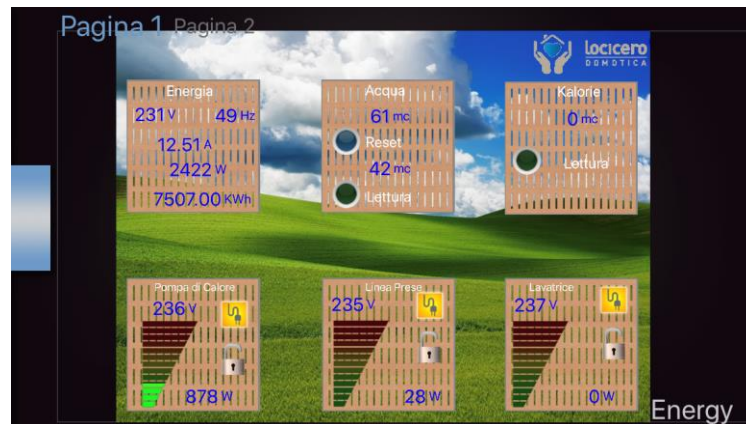 Pagina 1 Pagina 2
locicero
DOMOTICA
Energia
231 V 49 Hz
12.51 A
2422 W
7507.00 KWh
Acqua
61 mc
Reset
42 mc
Lettura
Kalorie
0 mc
Lettura
Pompa di Calore
236 V
878 W
Linea Prese
235 V
28 W
Lavatrice
237 V
0 W
Energy